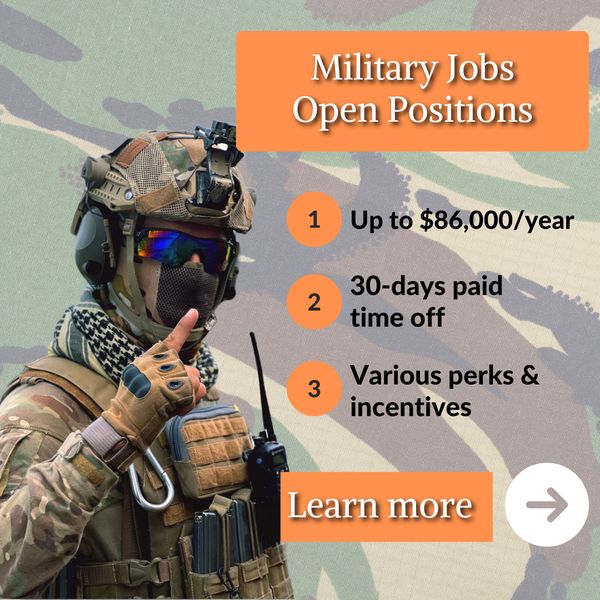 Military Jobs
Open Positions
1 Up to $86,000/year
2 30-days paid
time off
3 Various perks &
incentives
Learn more